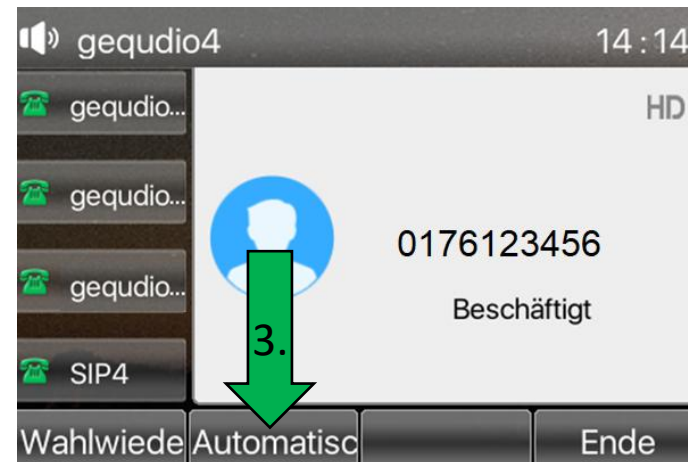 gequdio4 14:14
gequdio...
HD
gequdio...
0176123456
gequdio...
Beschäftigt
3.
SIP4
Wahlwiede Automatisc Ende